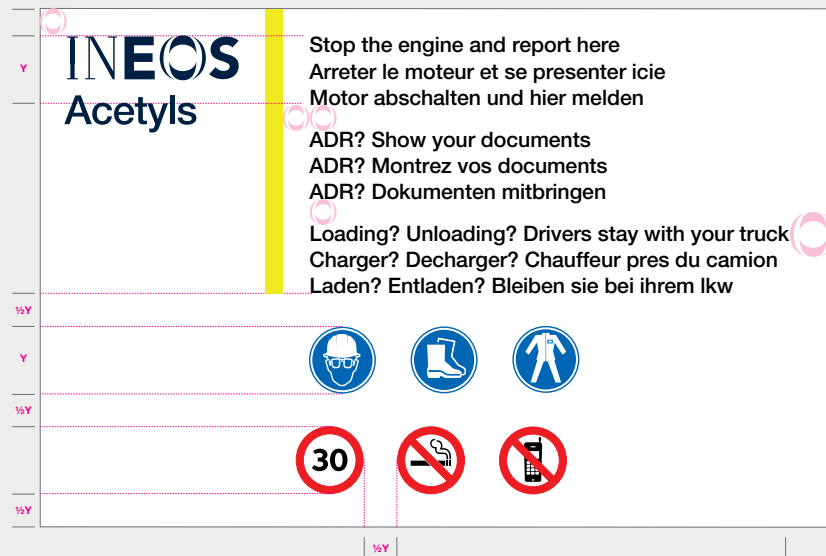 INEOS
Acetyls
Stop the engine and report here
Arreter le moteur et se presenter icie
Motor abschalten und hier melden
ADR? Show your documents
ADR? Montrez vos documents
ADR? Dokumenten mitbringen
Loading? Unloading? Drivers stay with your truck
Charger? Decharger? Chauffeur pres du camion
Laden? Entladen? Bleiben sie bei ihrem lkw
30
Y
½Y
Y
½Y
½Y
½Y